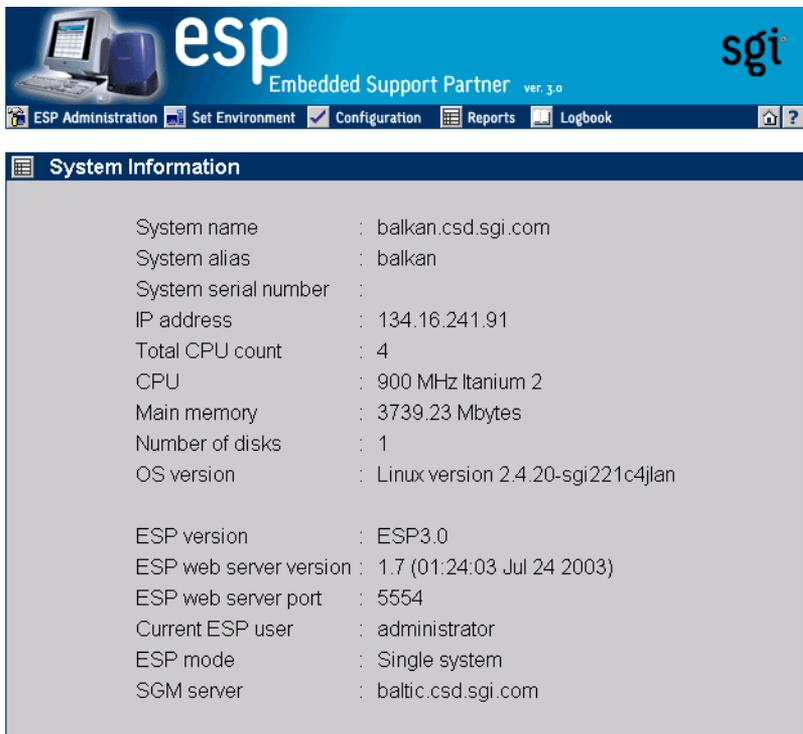 esp
sgi
Embedded Support Partner ver. 3.0
ESP Administration Set Environment Configuration Reports Logbook ?
System Information
System name : balkan.csd.sgi.com
System alias : balkan
System serial number :
IP address : 134.16.241.91
Total CPU count : 4
CPU : 900 MHz Itanium 2
Main memory : 3739.23 Mbytes
Number of disks : 1
OS version : Linux version 2.4.20-sgi221c4jlan
ESP version : ESP3.0
ESP web server version : 1.7 (01:24:03 Jul 24 2003)
ESP web server port : 5554
Current ESP user : administrator
ESP mode : Single system
SGM server : baltic.csd.sgi.com